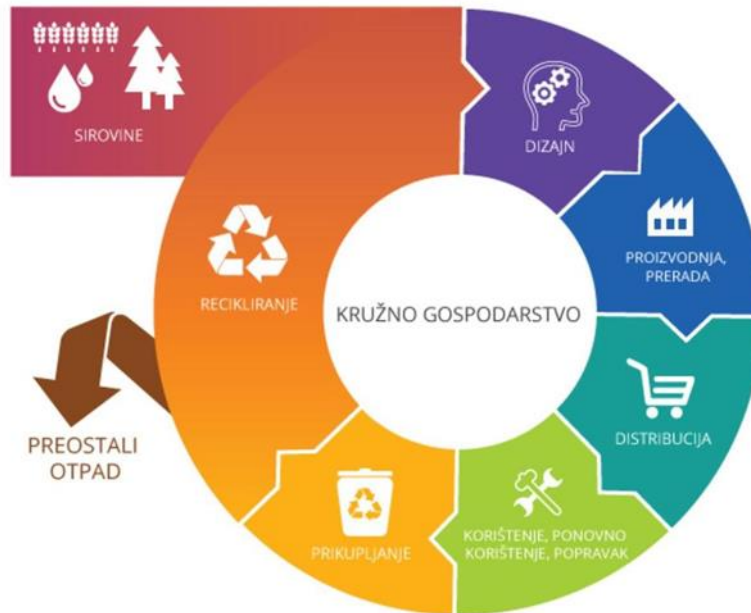 SIROVINE
DIZAJN
PROIZVODNJA,
PRERADA
DISTRIBUCIJA
KORIŠTENJE, PONOVNO
KORIŠTENJE, POPRAVAK
PRIKUPLJANJE
RECIKLIRANJE
PREOSTALI
OTPAD
KRUŽNO GOSPODARSTVO